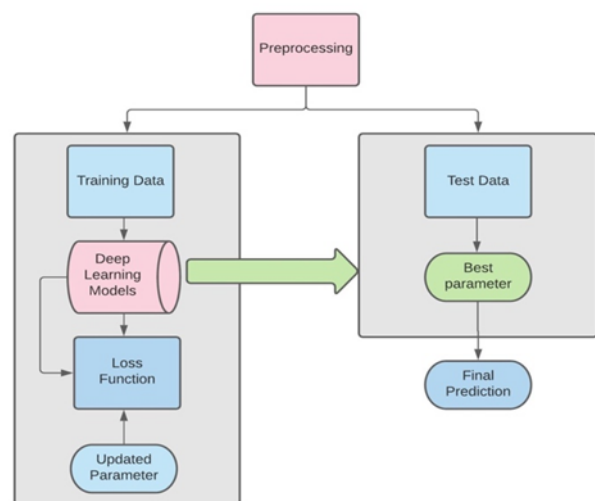 Preprocessing
Training Data
Test Data
Deep
Learning
Models
Best
parameter
Loss
Function
Final
Prediction
Updated
Parameter